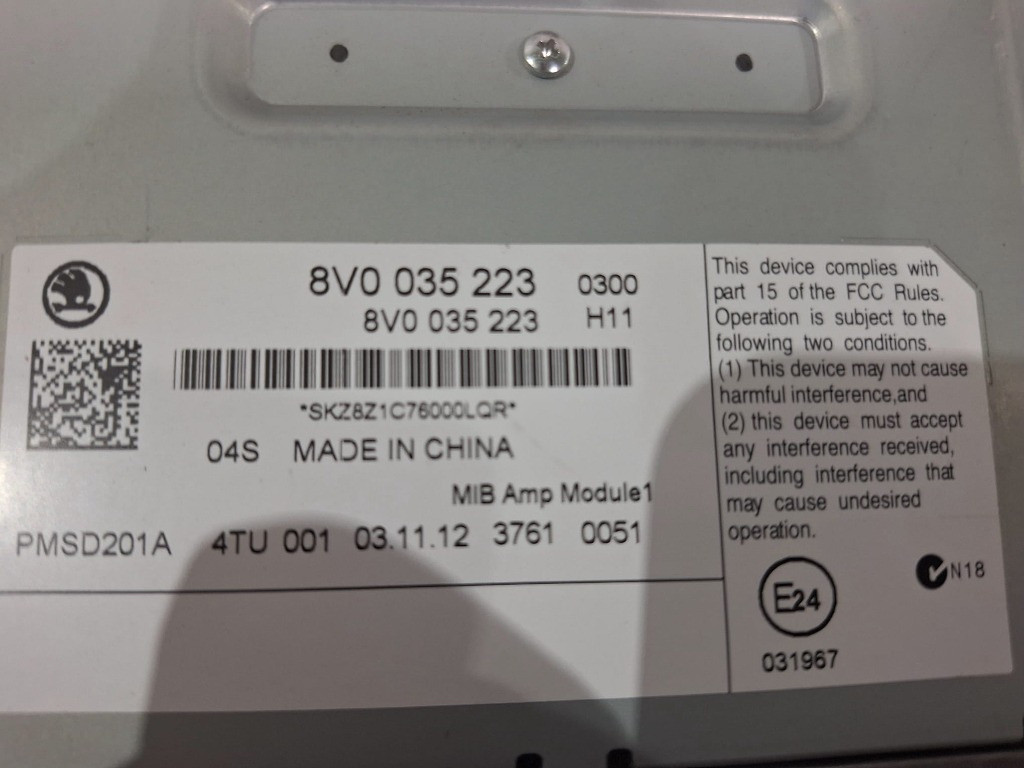 8V0 035 223 0300
8V0 035 223 H11
*SKZ8Z1C76000LQR*
04S MADE IN CHINA
MIB Amp Module1
PMSD201A 4TU 001 03.11.12 3761 0051
This device complies with
part 15 of the FCC Rules.
Operation is subject to the
following two conditions.
(1) This device may not cause
harmful interference,and
(2) this device must accept
any interference received,
including interference that
may cause undesired
operation.
E24
N18
031967